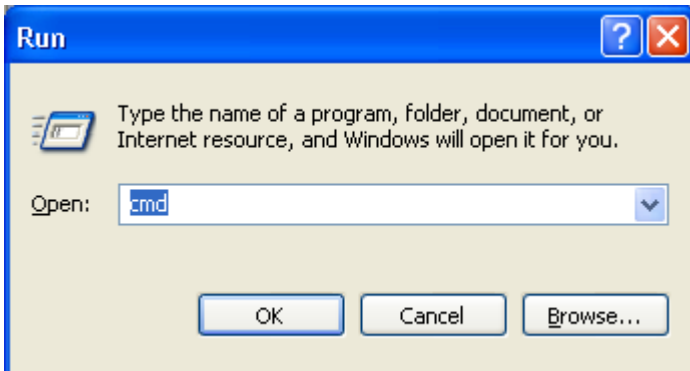 Run
Type the name of a program, folder, document, or
Internet resource, and Windows will open it for you.
Open: cmd
OK Cancel Browse...